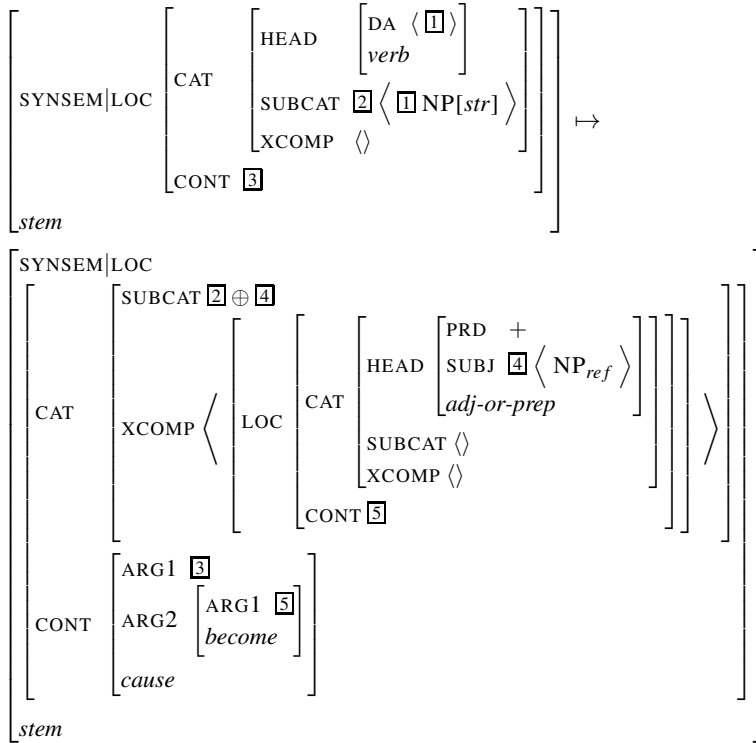 HEAD [DA ⟨ 1 ⟩
verb]
SYNSEM|LOC CAT
SUBCAT 2 ⟨ 1 NP[str] ⟩ ↦
XCOMP ⟨⟩
CONT 3
stem
SYNSEM|LOC
SUBCAT 2 ⊕ 4
PRD +
HEAD SUBJ 4 ⟨ NP_ref ⟩
CAT adj-or-prep
CAT XCOMP ⟨ LOC
SUBCAT ⟨⟩
XCOMP ⟨⟩ ⟩
CONT 5
ARG1 3
CONT ARG2 [ARG1 5
become]
cause
stem